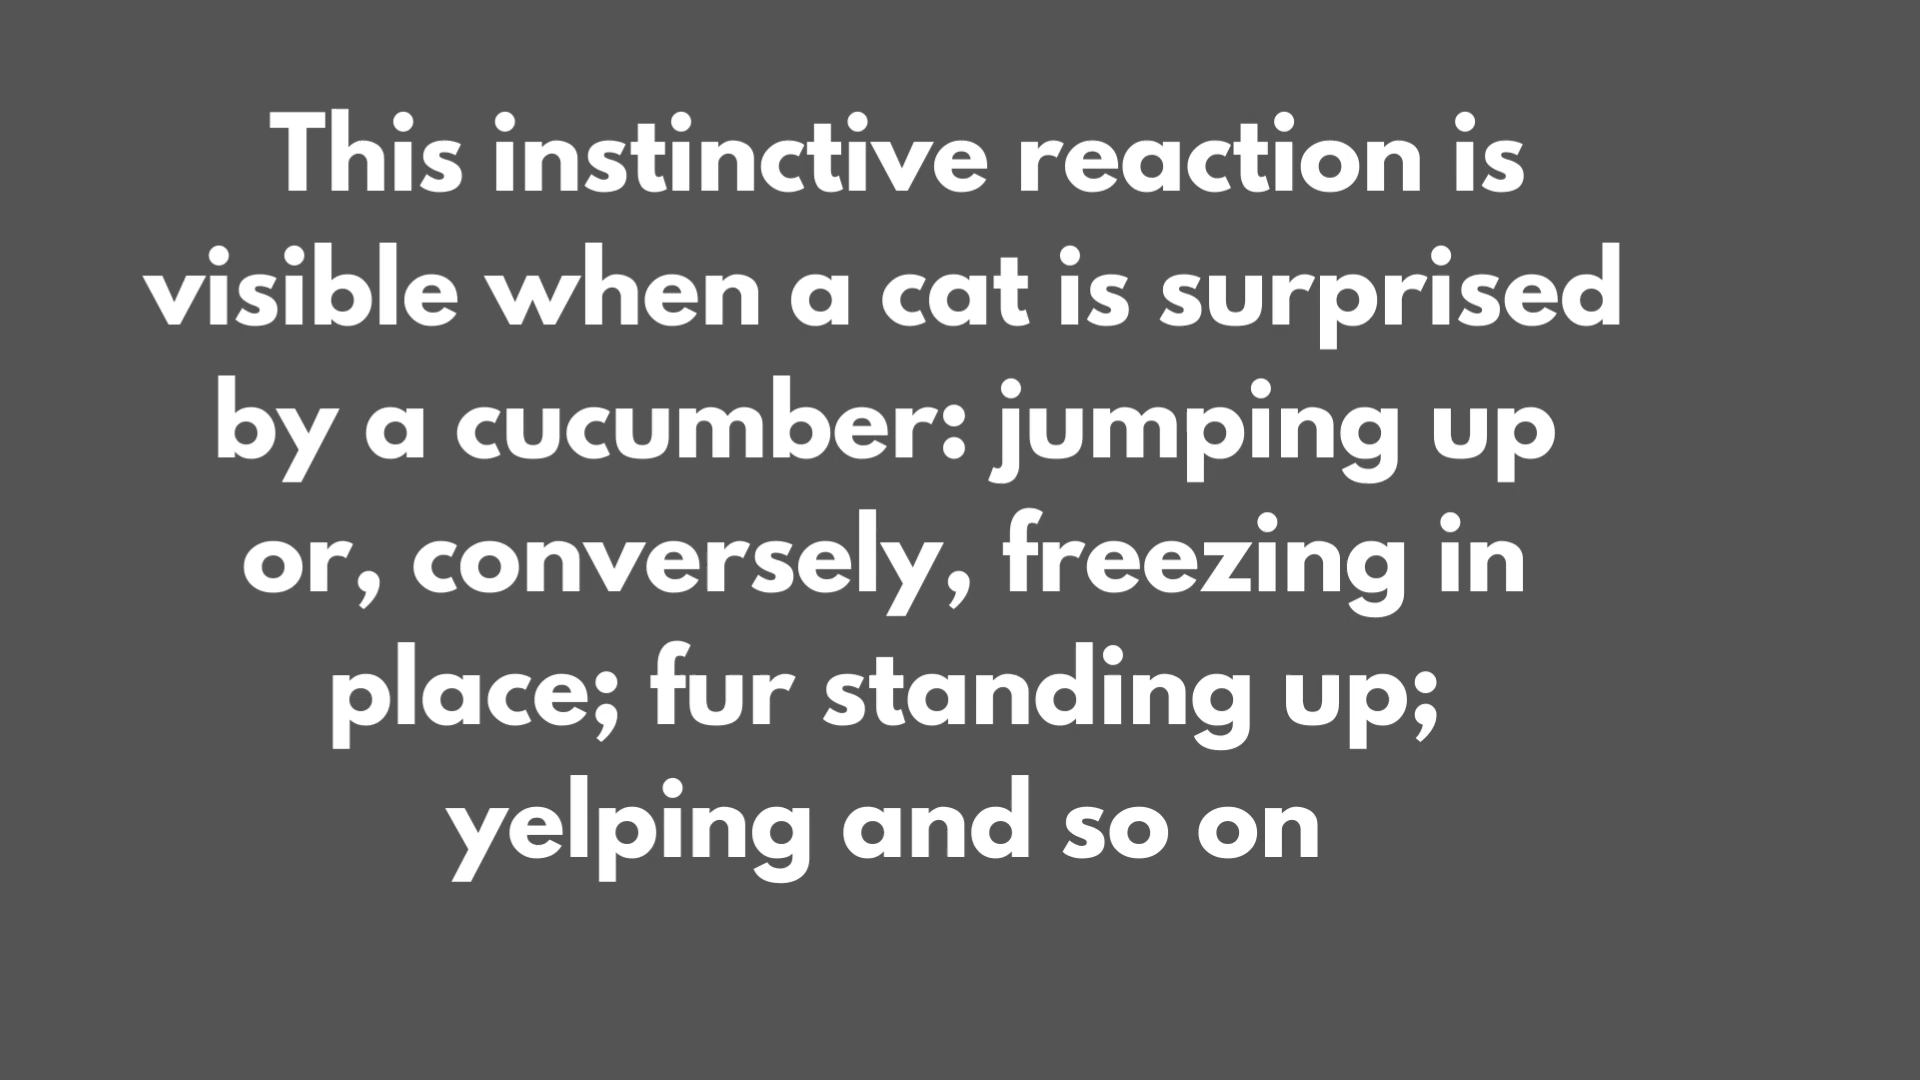 This instinctive reaction is
visible when a cat is surprised
by a cucumber: jumping up
or, conversely, freezing in
place; fur standing up;
yelping and so on